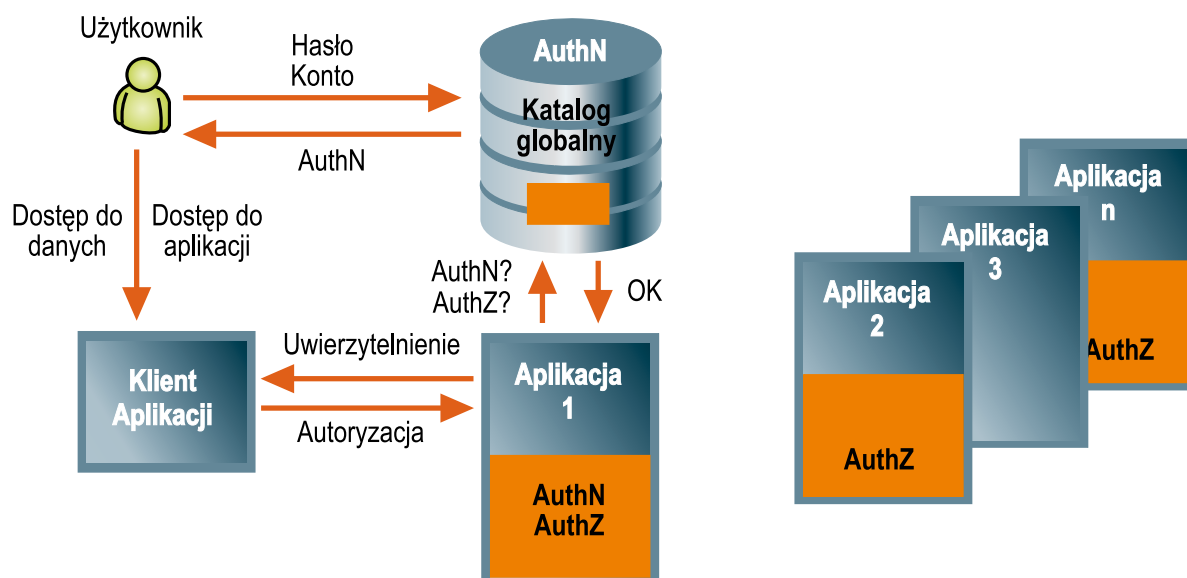 Użytkownik
Hasło
Konto
AuthN
AuthN
Katalog
globalny
Dostęp do
danych
Dostęp do
aplikacji
AuthN?
AuthZ?
OK
Klient
Aplikacji
Uwierzytelnienie
Autoryzacja
Aplikacja
1
AuthN
AuthZ
Aplikacja
2
AuthZ
Aplikacja
3
Aplikacja
n
AuthZ